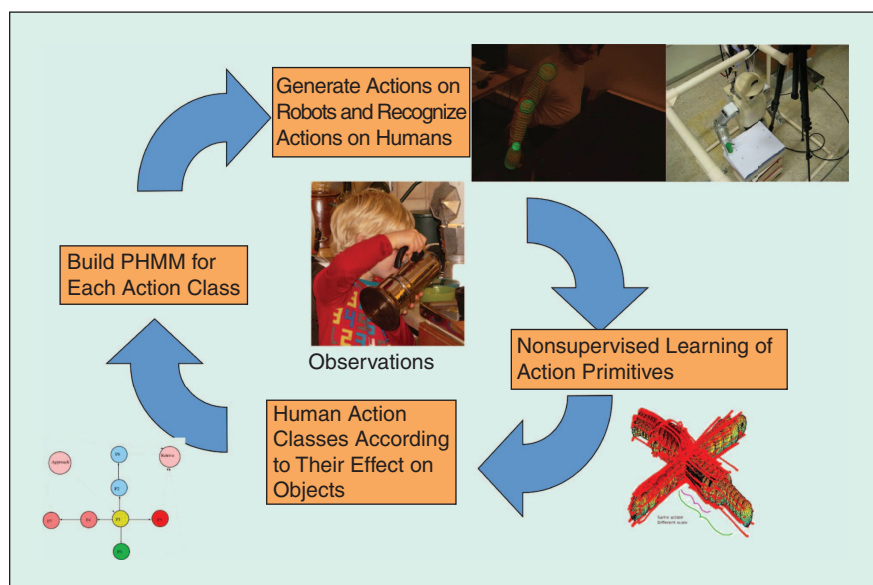 Generate Actions on
Robots and Recognize
Actions on Humans
Build PHMM for
Each Action Class
Observations
Nonsupervised Learning of
Action Primitives
Human Action
Classes According
to Their Effect on
Objects
Approach
Same action
Different scale